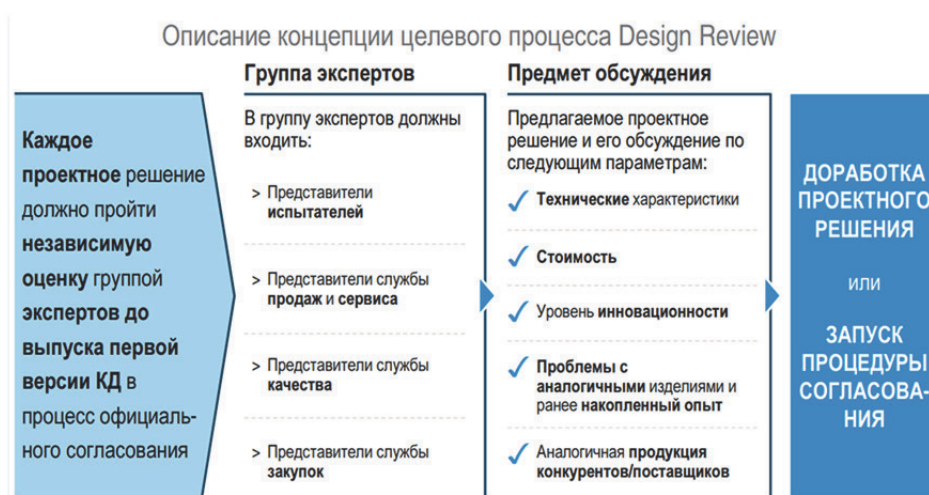 Описание концепции целевого процесса Design Review
Каждое
проектное решение
должно пройти
независимую
оценку группой
экспертов до
выпуска первой
версии КД в
процесс официаль-
ного согласования
Группа экспертов
В группу экспертов должны
входить:
> Представители
испытателей
> Представители службы
продаж и сервиса
> Представители службы
качества
> Представители службы
закупок
Предмет обсуждения
Предлагаемое проектное
решение и его обсуждение по
следующим параметрам:
✓ Технические характеристики
✓ Стоимость
✓ Уровень инновационности
✓ Проблемы с
аналогичными изделиями и
ранее накопленный опыт
✓ Аналогичная продукция
конкурентов/поставщиков
ДОРАБОТКА
ПРОЕКТНОГО
РЕШЕНИЯ
или
ЗАПУСК
ПРОЦЕДУРЫ
СОГЛАСОВА-
НИЯ